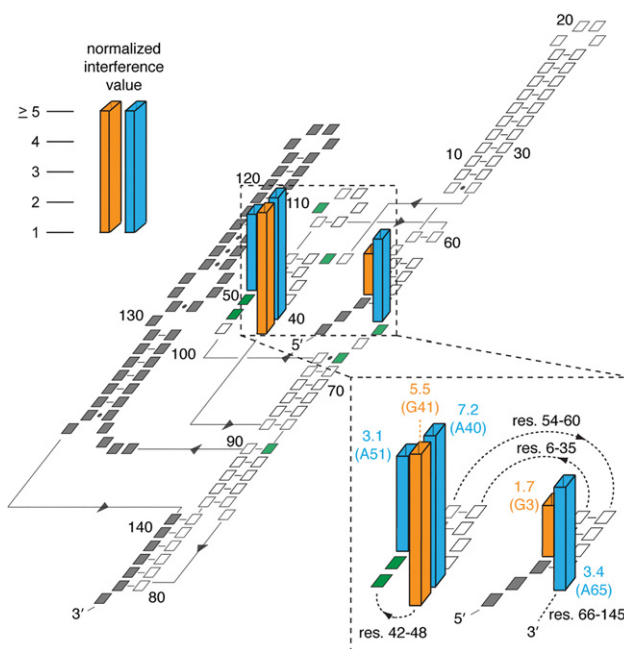 normalized
interference
value
≥ 5
4
3
2
1
20
10
30
120
110
60
50
40
5′
130
100
70
90
140
80
3′
5.5
(G41)
7.2
(A40)
3.1
(A51)
res. 54-60
res. 6-35
1.7
(G3)
3.4
(A65)
5′
3′
res. 66-145
res. 42-48